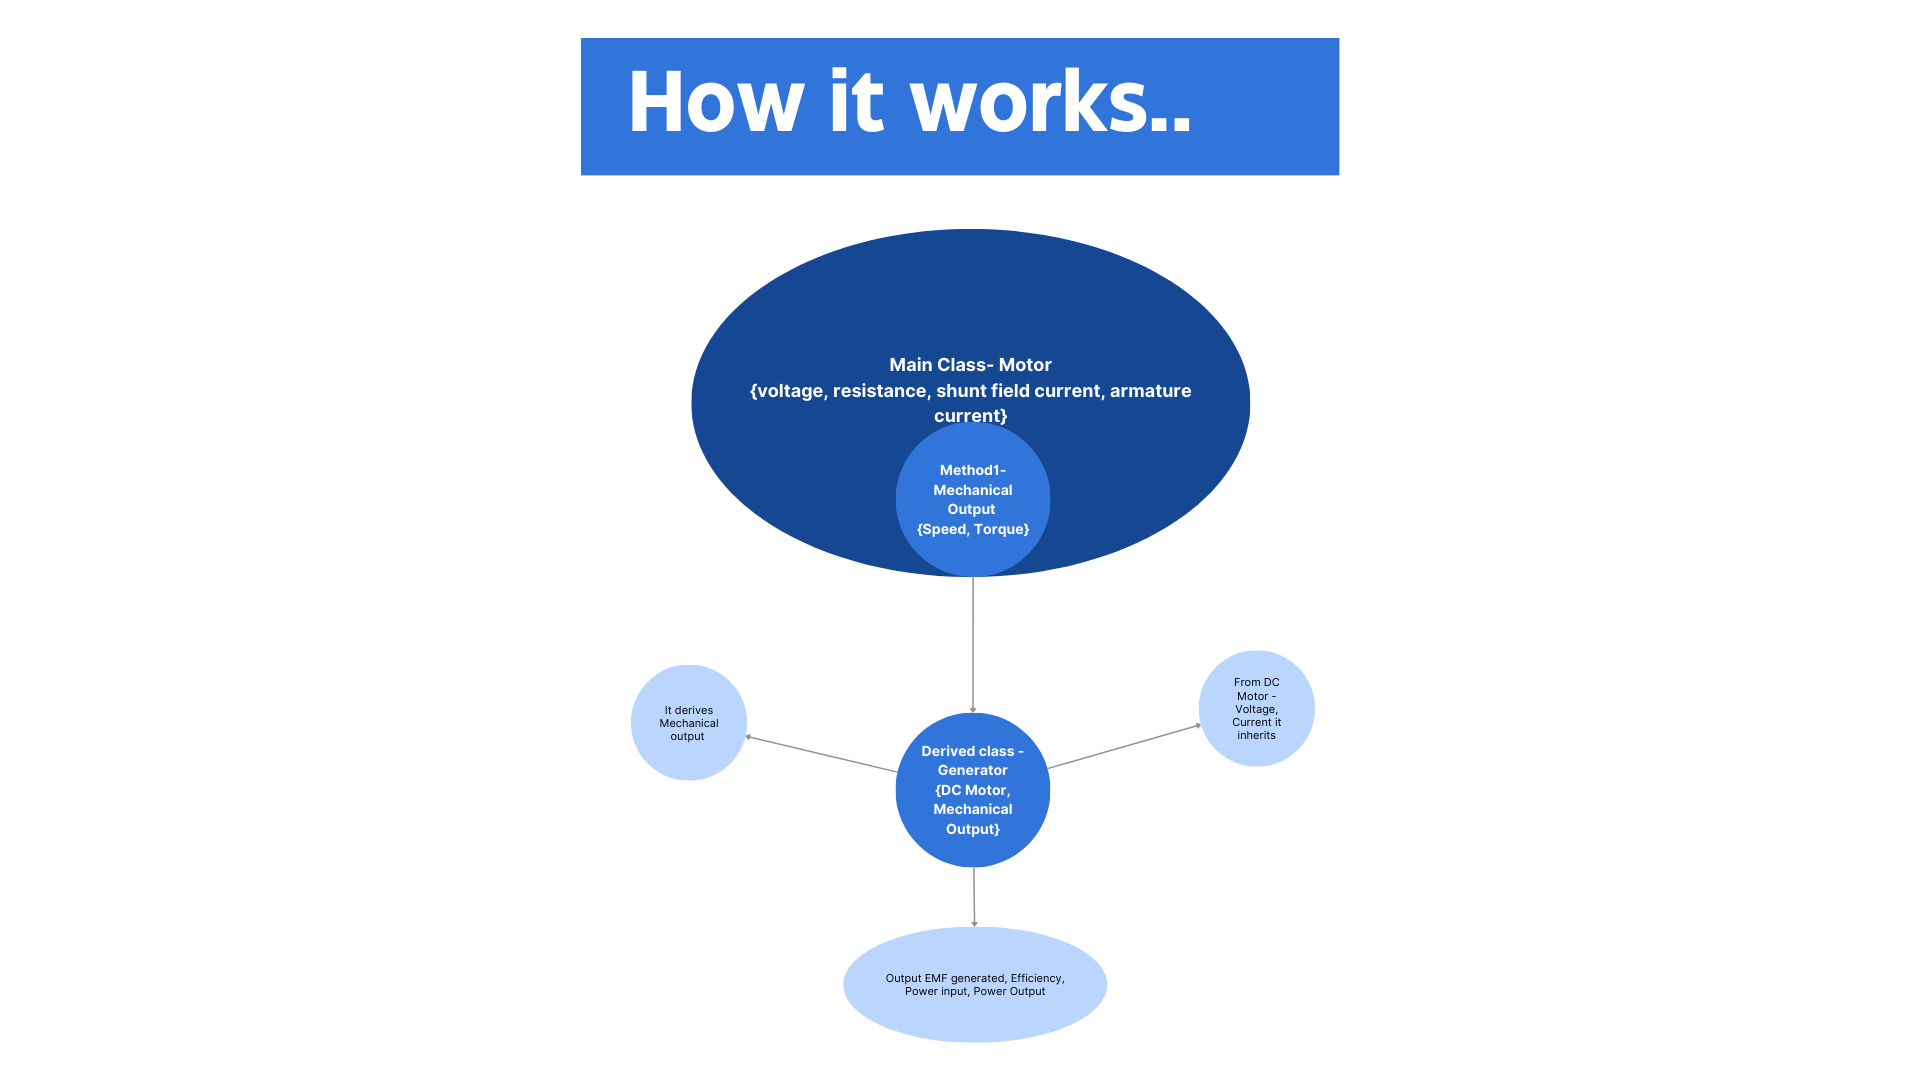 How it works..
Main Class- Motor
{voltage, resistance, shunt field current, armature
current}
Method1-
Mechanical
Output
{Speed, Torque}
It derives
Mechanical
output
From DC
Motor -
Voltage,
Current it
inherits
Derived class -
Generator
{DC Motor,
Mechanical
Output}
Output EMF generated, Efficiency,
Power input, Power Output